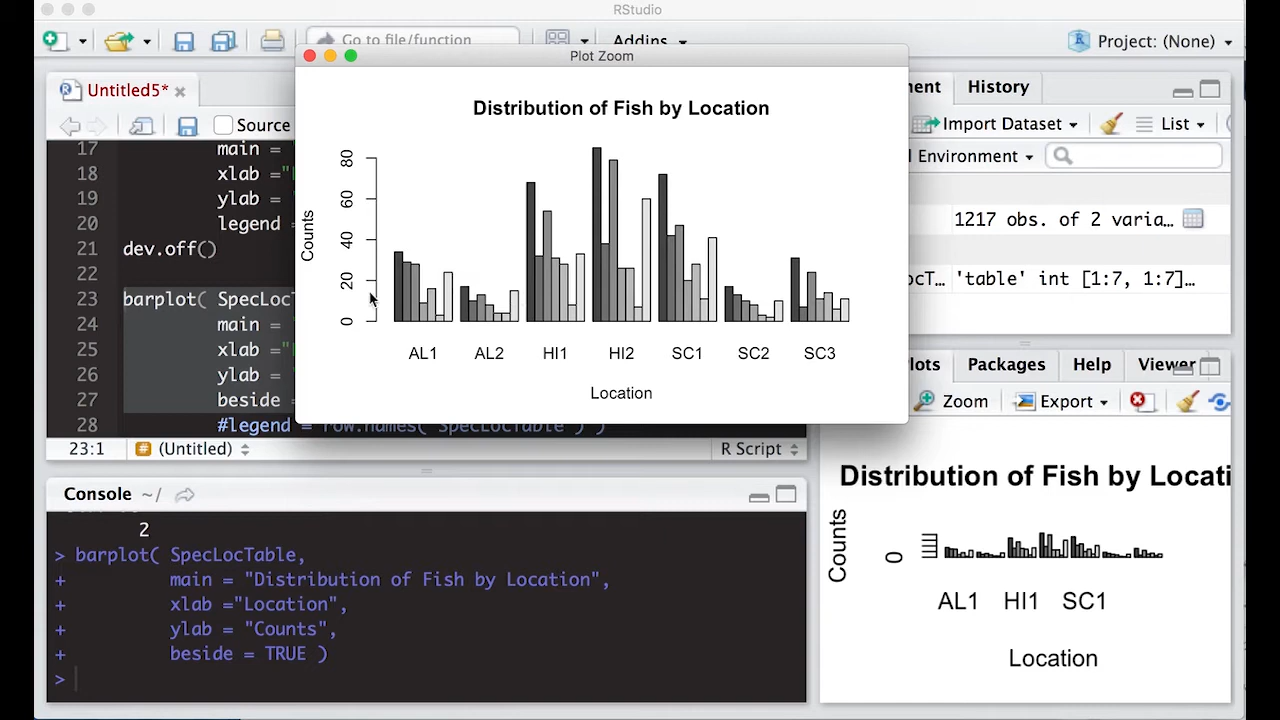 RStudio
Go to file/function
Addins
Project: (None)
Untitled5*
Source
17 main =
18 xlab ="
19 ylab =
20 legend =
21 dev.off()
22
23 barplot( SpecLocT
24 main =
25 xlab ="
26 ylab =
27 beside =
28 #legend = row.names( SpecLocTable ) )
23:1 (Untitled) R Script
Plot Zoom
Distribution of Fish by Location
Counts
80
60
40
20
0
AL1 AL2 HI1 HI2 SC1 SC2 SC3
Location
History
Import Dataset List
Environment
1217 obs. of 2 varia…
'table' int [1:7, 1:7]…
Console ~/
2
> barplot( SpecLocTable,
+ main = "Distribution of Fish by Location",
+ xlab ="Location",
+ ylab = "Counts",
+ beside = TRUE )
>
Packages Help Viewer
Zoom Export
Distribution of Fish by Locati
Counts
0
AL1 HI1 SC1
Location